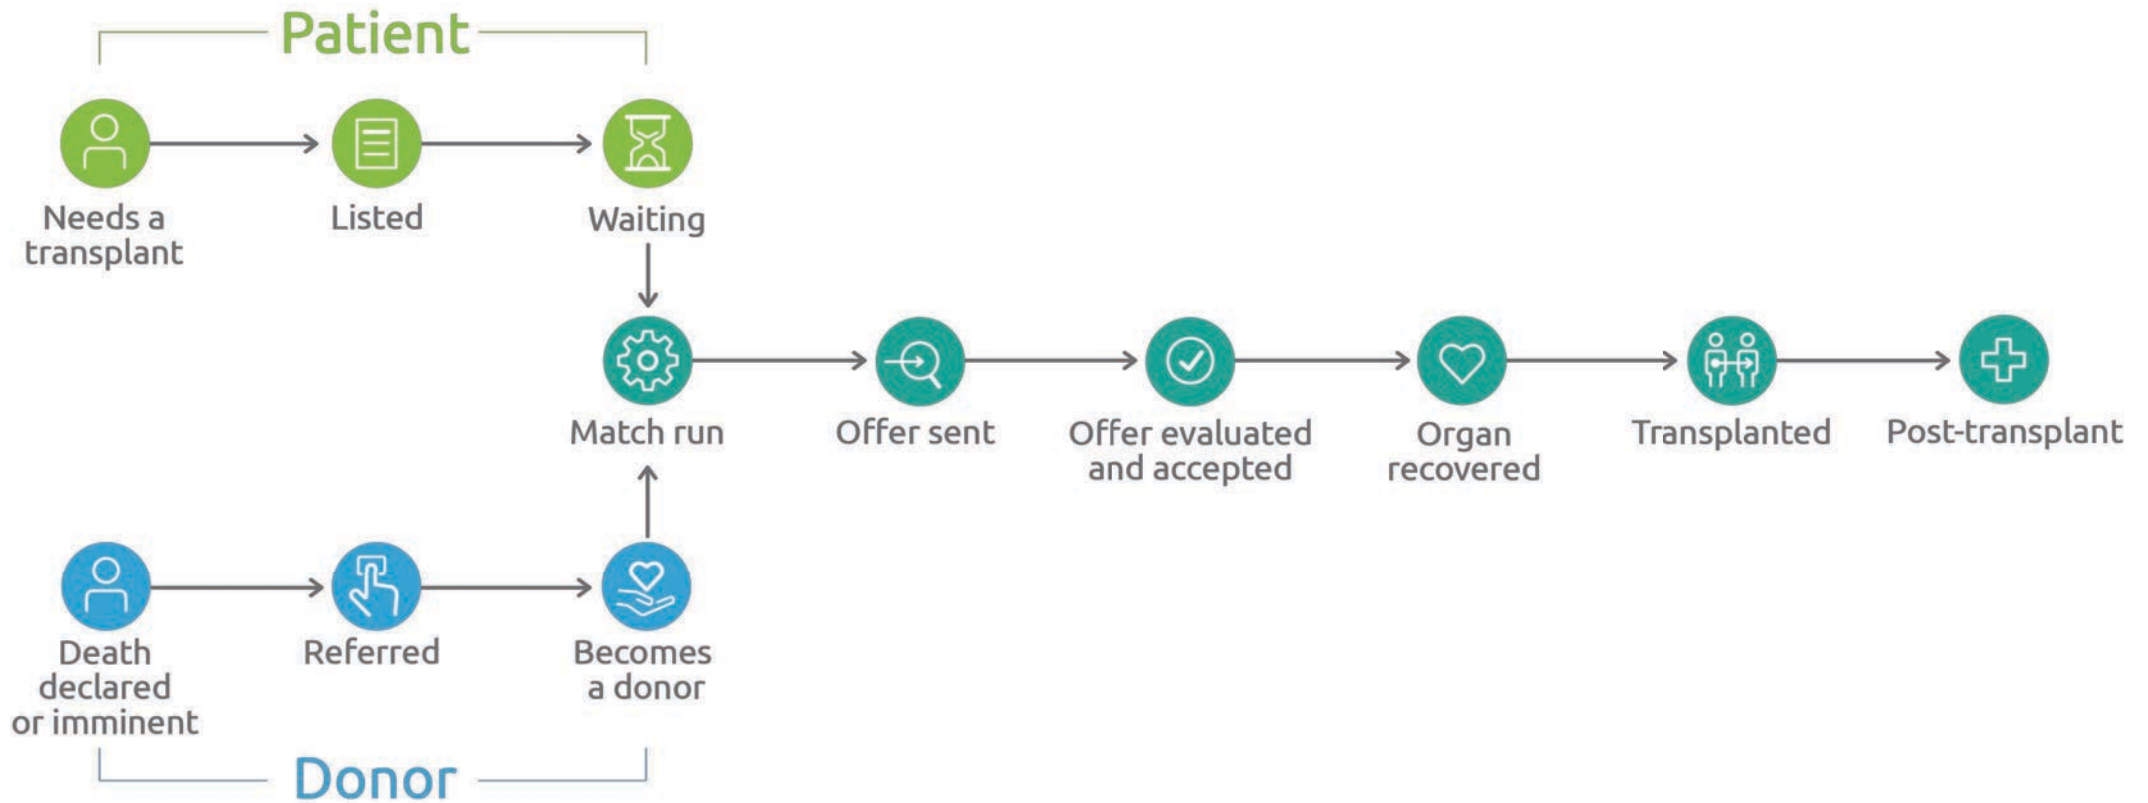 Patient
Needs a
transplant
Listed
Waiting
Match run
Offer sent
Offer evaluated
and accepted
Organ
recovered
Transplanted
Post-transplant
Death
declared
or imminent
Referred
Becomes
a donor
Donor